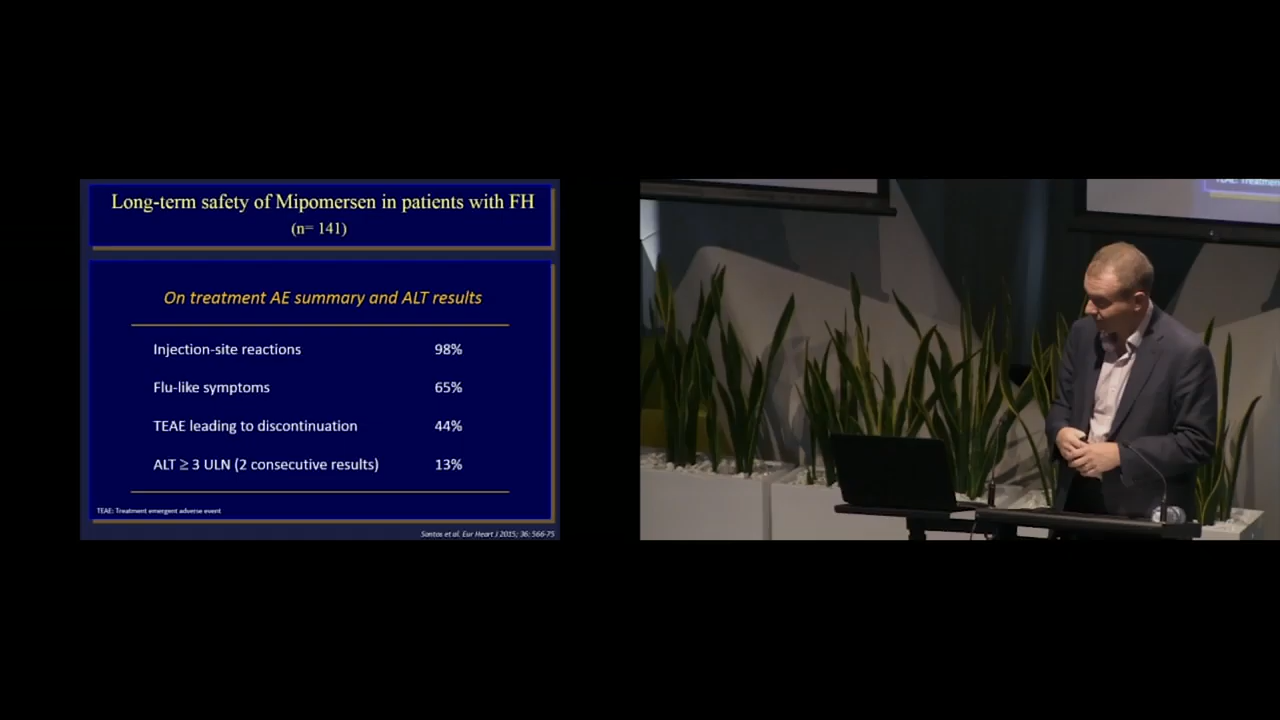 Long-term safety of Mipomersen in patients with FH
(n= 141)
On treatment AE summary and ALT results
Injection-site reactions 98%
Flu-like symptoms 65%
TEAE leading to discontinuation 44%
ALT ≥ 3 ULN (2 consecutive results) 13%
TEAE: Treatment emergent adverse event
Santos et al. Eur Heart J 2015; 36: 566-75
TEAE: Treatment